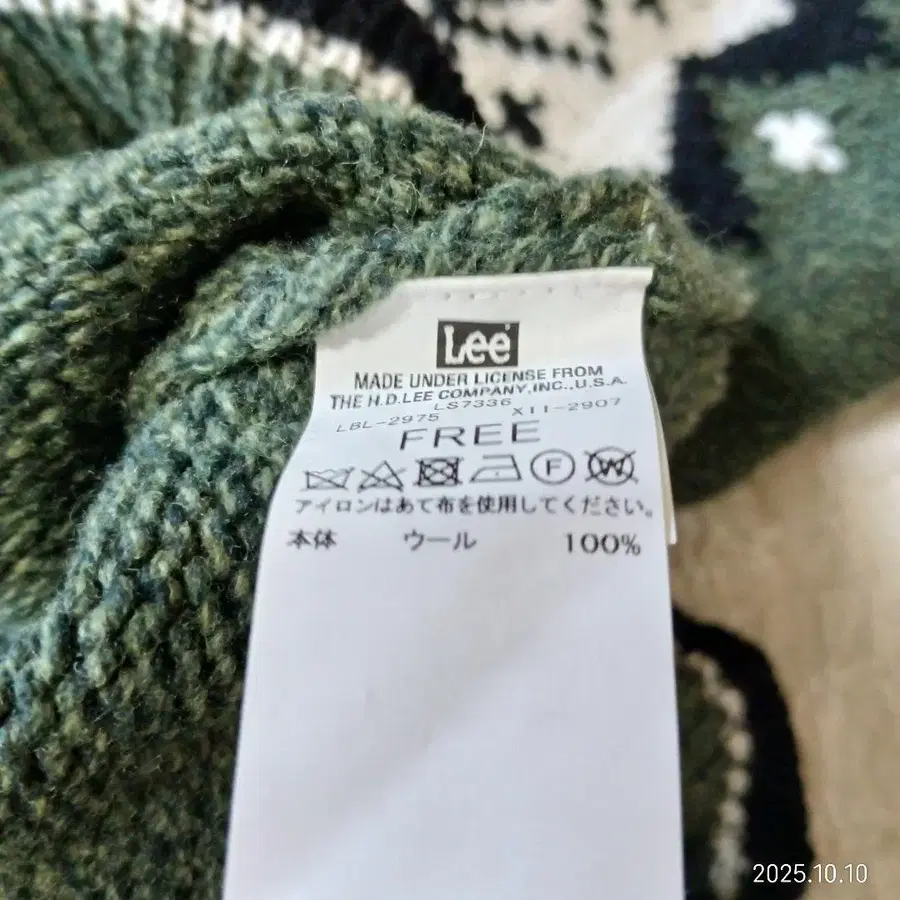 Lee
MADE UNDER LICENSE FROM
THE H.D.LEE COMPANY,INC.,U.S.A.
LS7336
LBL-2975 XII-2907
FREE
F W
アイロンはあて布を使用してください。
本体 ウール 100%
2025.10.10